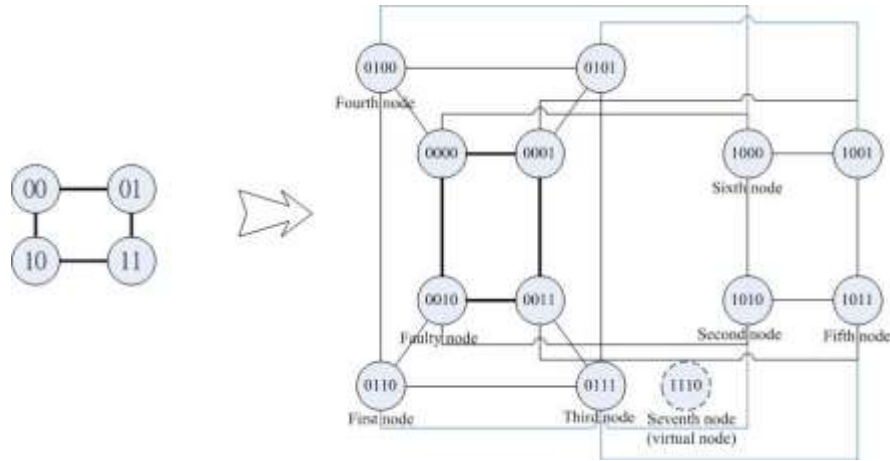 0100
0101
Fourth node
0000
0001
1000
1001
Sixth node
00
01
10
11
0010
0011
1010
1011
Faulty node
Second node
Fifth node
0110
0111
1110
First node
Third node
Seventh node
(virtual node)